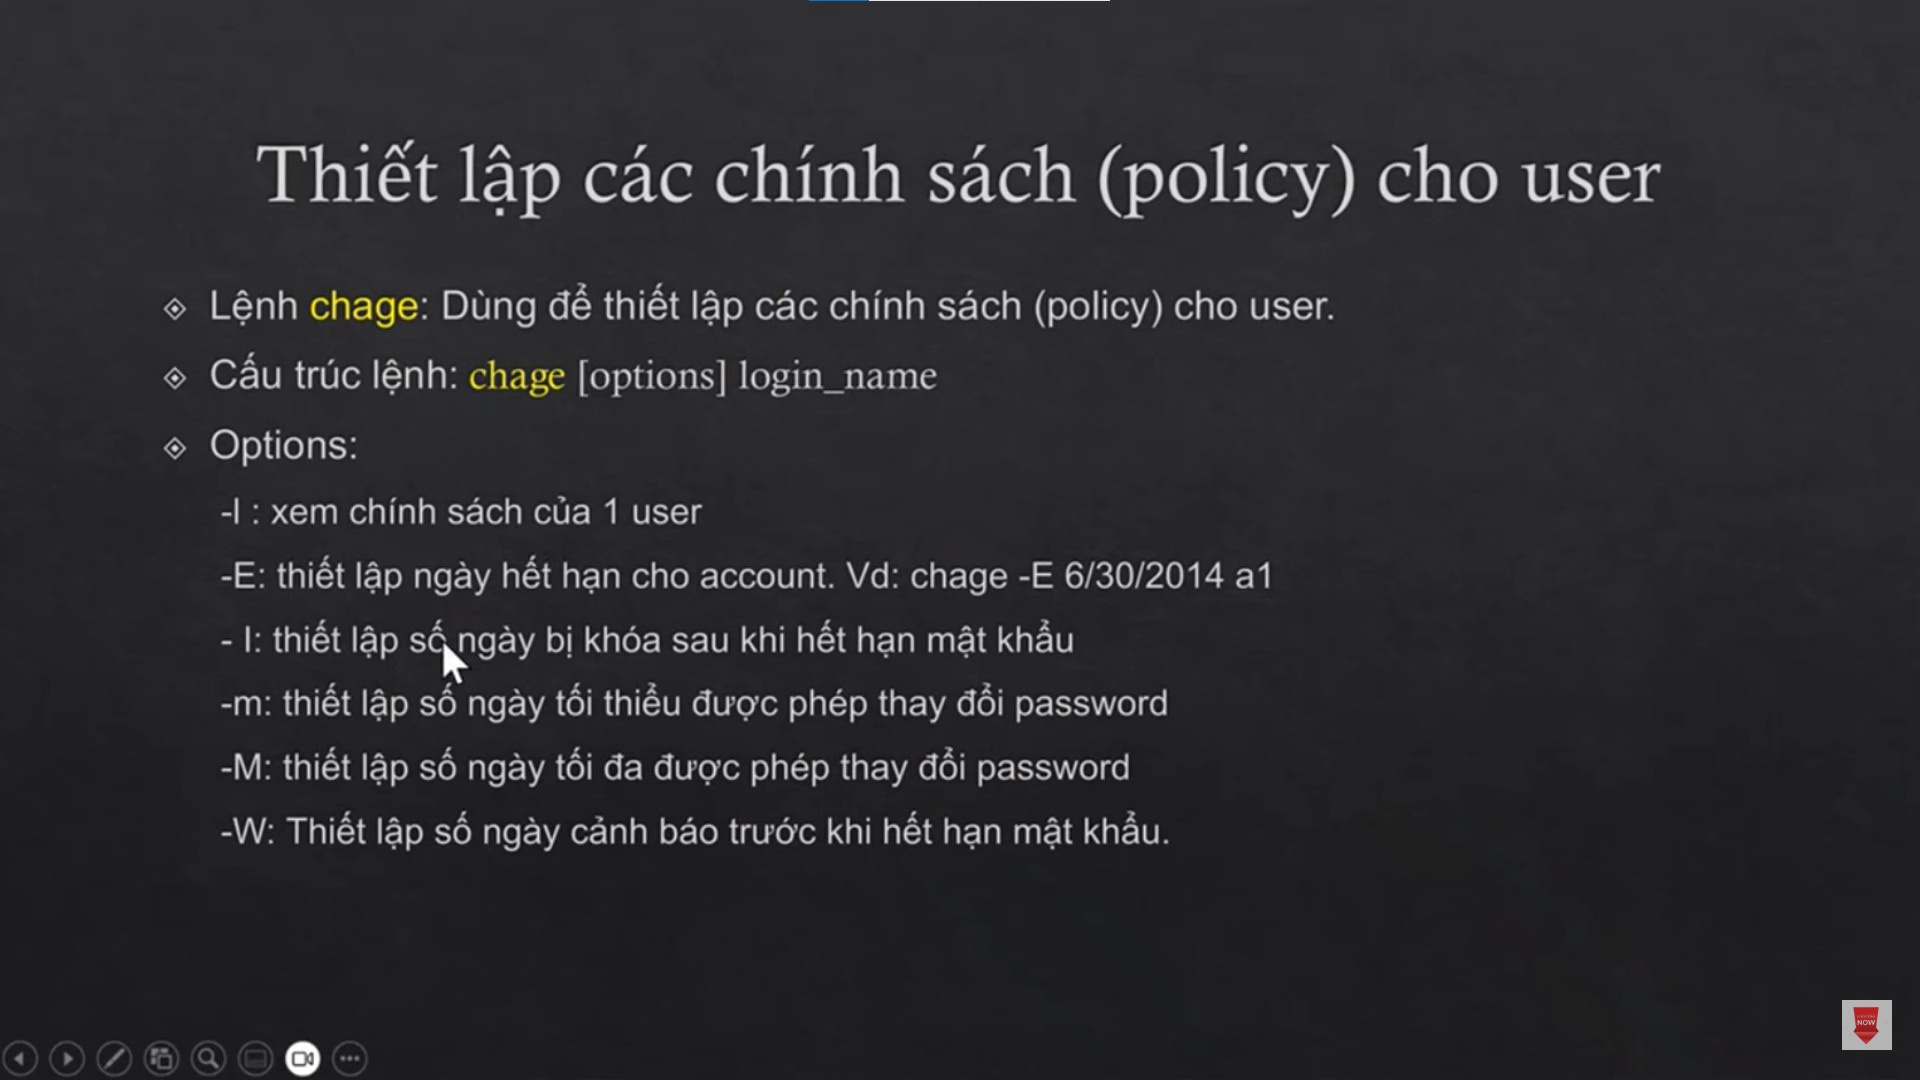 Thiết lập các chính sách (policy) cho user
Lệnh chage: Dùng để thiết lập các chính sách (policy) cho user.
Cấu trúc lệnh: chage [options] login_name
Options:
-l : xem chính sách của 1 user
-E: thiết lập ngày hết hạn cho account. Vd: chage -E 6/30/2014 a1
- I: thiết lập số ngày bị khóa sau khi hết hạn mật khẩu
-m: thiết lập số ngày tối thiểu được phép thay đổi password
-M: thiết lập số ngày tối đa được phép thay đổi password
-W: Thiết lập số ngày cảnh báo trước khi hết hạn mật khẩu.
NOW